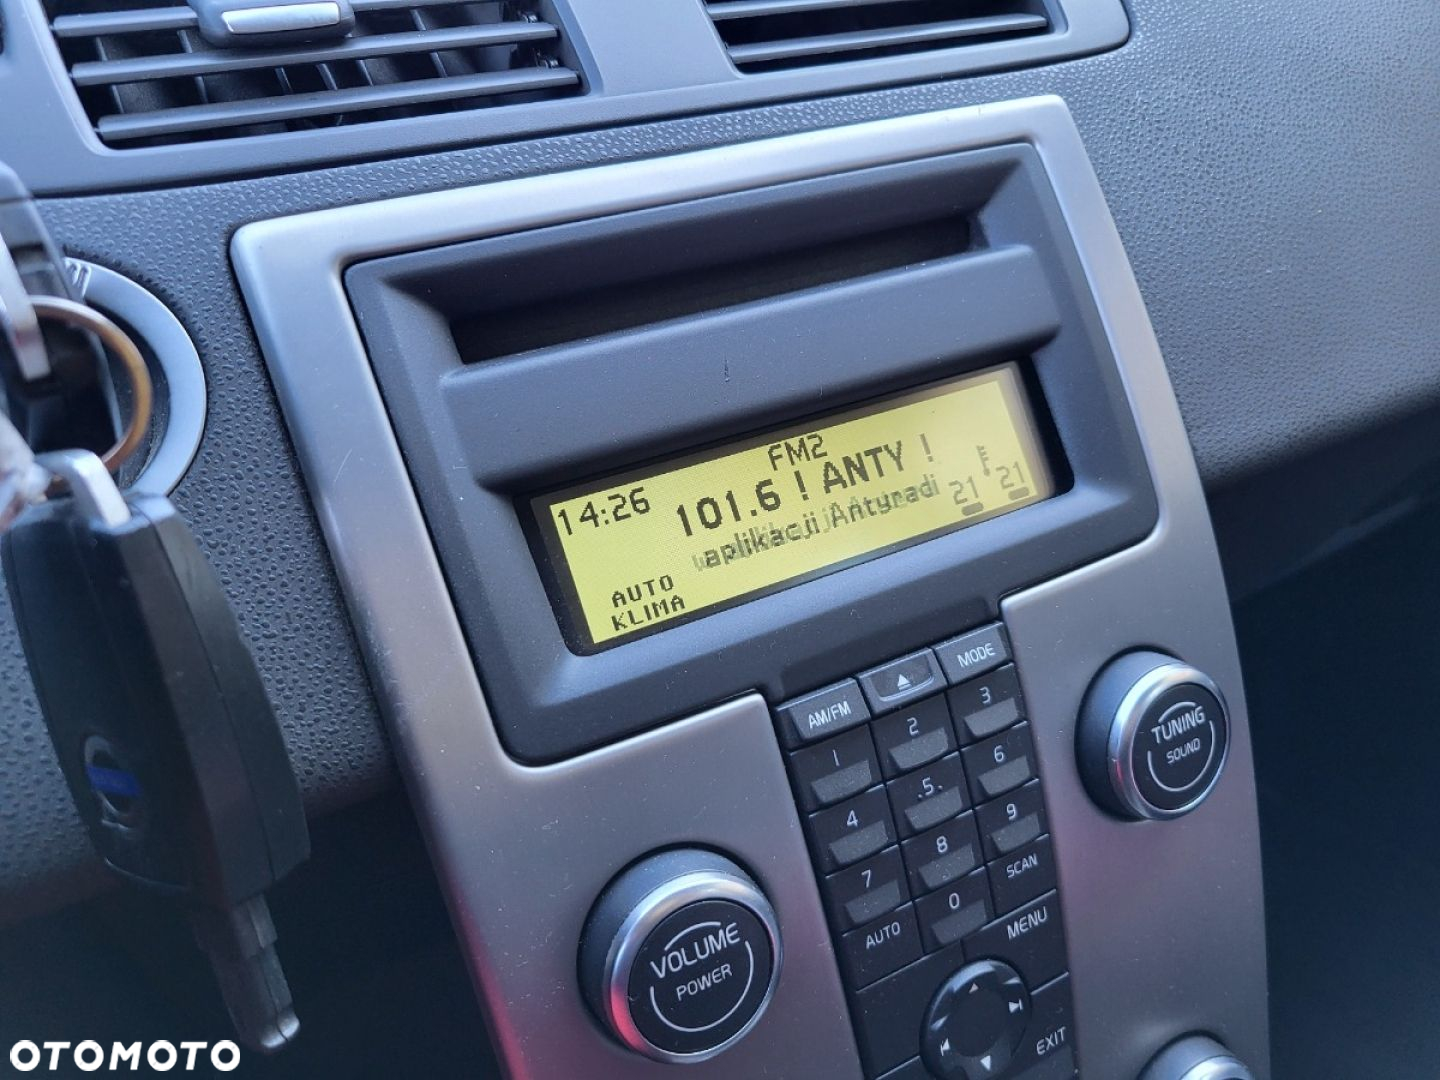 FM2
14:26
101.6 ! ANTY !
aplikacji Anturadi
21 21
AUTO
KLIMA
AM/FM
MODE
1 2 3
4 5 6
7 8 9
AUTO 0 SCAN
MENU
EXIT
VOLUME
POWER
TUNING
SOUND
OTOMOTO